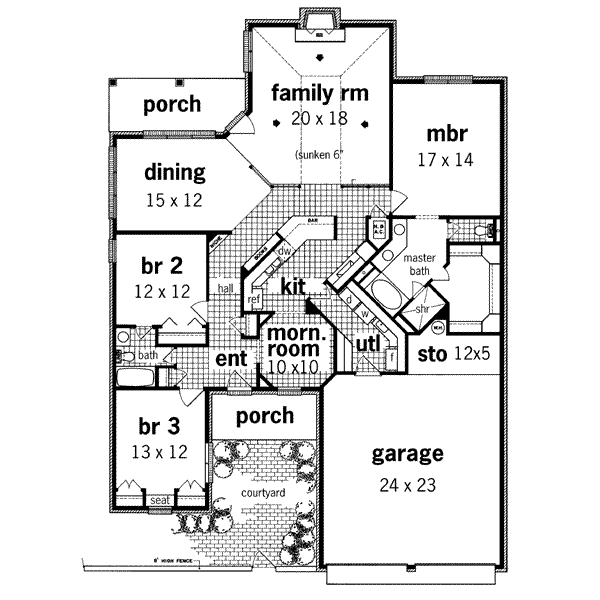 family rm
20 x 18
(sunken 6"
porch
mbr
17 x 14
dining
15 x 12
BAR
br 2
12 x 12
BOOKS
dw
master
bath
hall
ref
kit
shr
d
w
morn.
room
10 x 10
utl
f
sto 12x5
bath
ent
porch
br 3
13 x 12
seat
courtyard
garage
24 x 23
8' HIGH FENCE